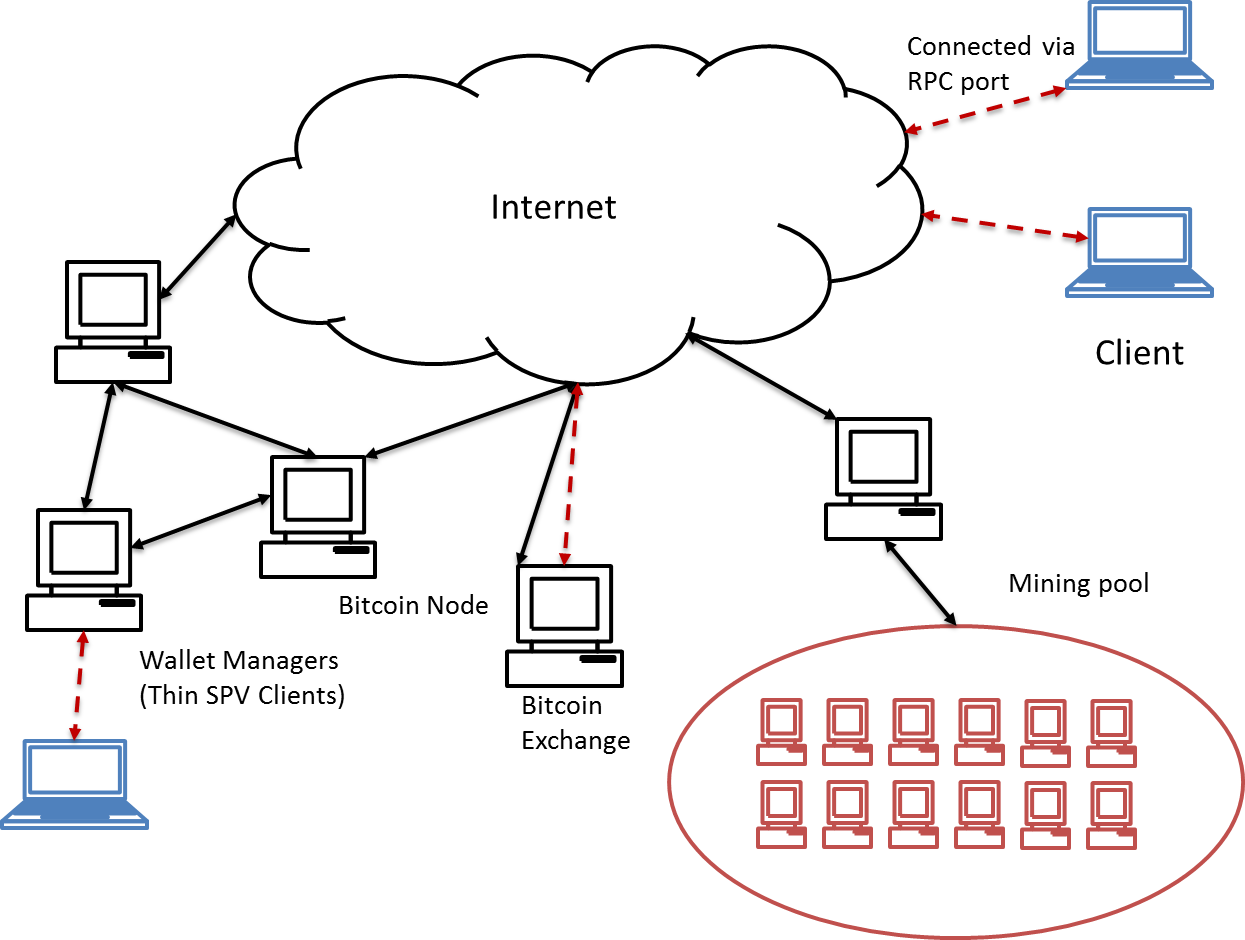 Connected via
RPC port
Internet
Client
Mining pool
Bitcoin Node
Wallet Managers
(Thin SPV Clients)
Bitcoin
Exchange